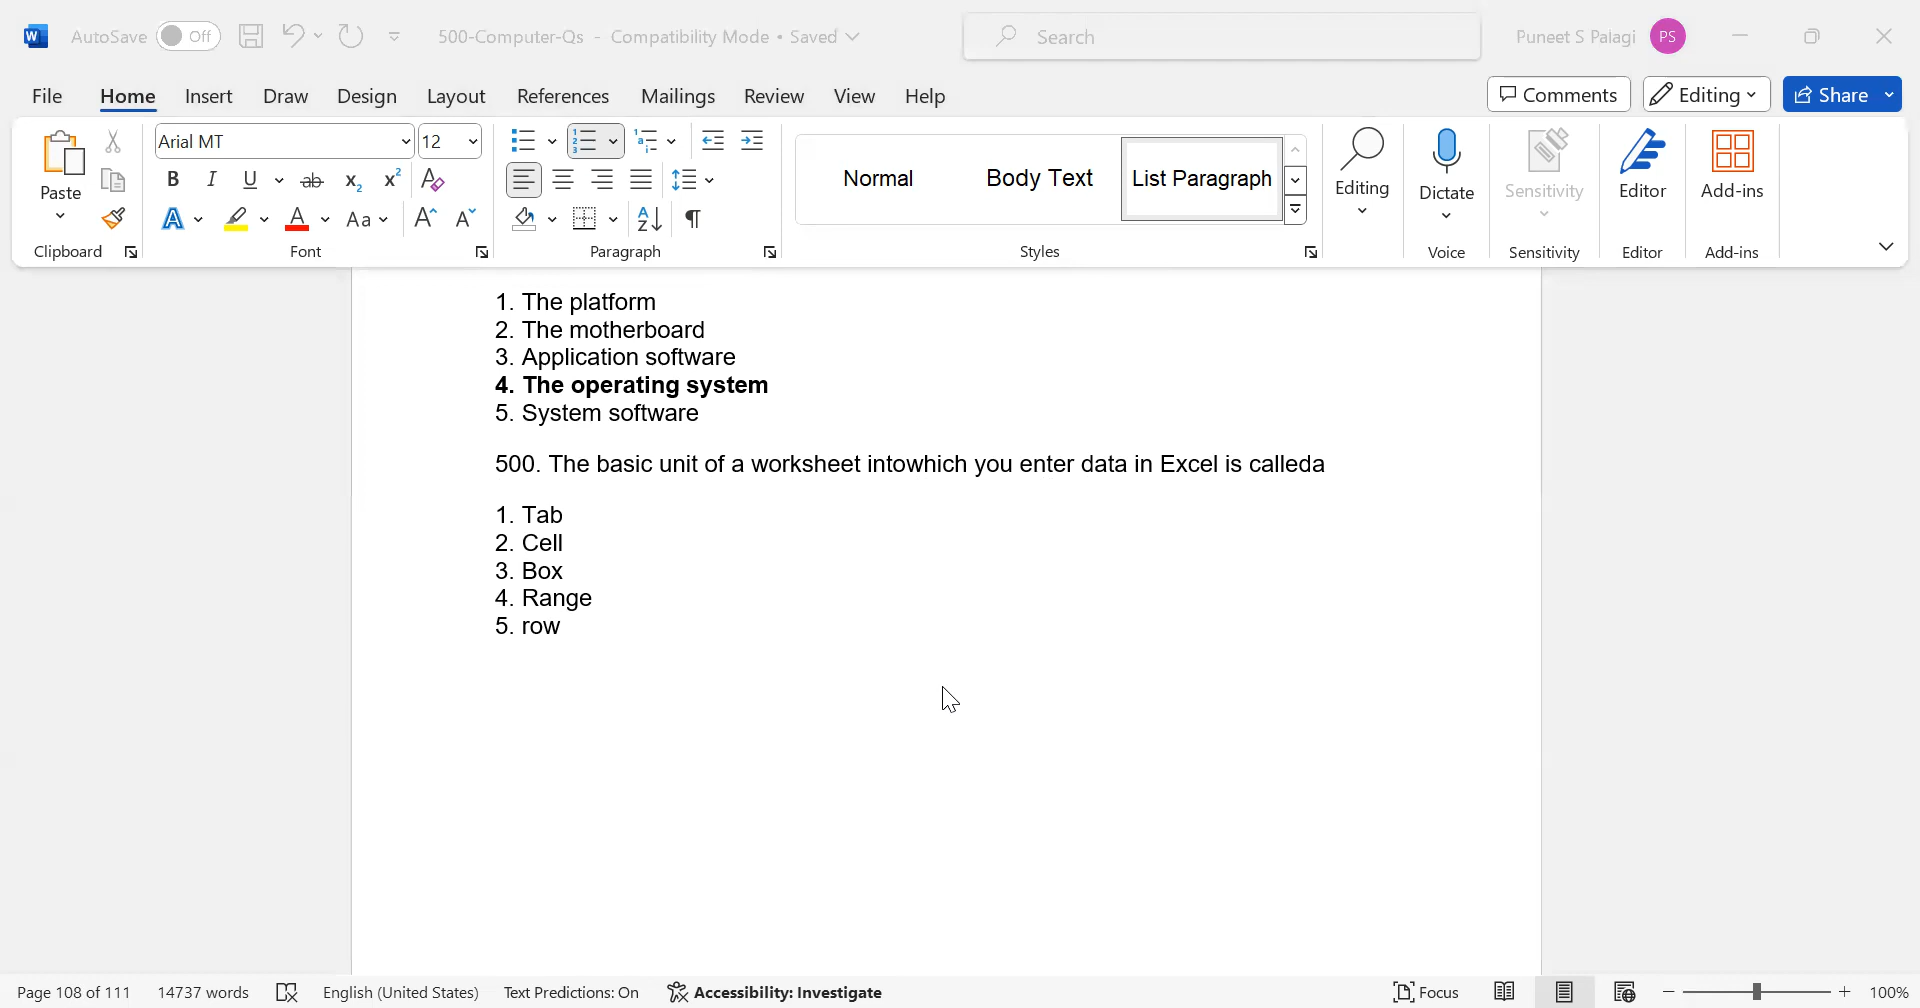 AutoSave Off 500-Computer-Qs - Compatibility Mode • Saved Search Puneet S Palagi PS
File Home Insert Draw Design Layout References Mailings Review View Help Comments Editing Share
Arial MT 12
Paste
Normal Body Text List Paragraph
Editing Dictate Sensitivity Editor Add-ins
Clipboard Font Paragraph Styles Voice Sensitivity Editor Add-ins
1. The platform
2. The motherboard
3. Application software
4. The operating system
5. System software
500. The basic unit of a worksheet intowhich you enter data in Excel is calleda
1. Tab
2. Cell
3. Box
4. Range
5. row
Page 108 of 111 14737 words English (United States) Text Predictions: On Accessibility: Investigate Focus 100%